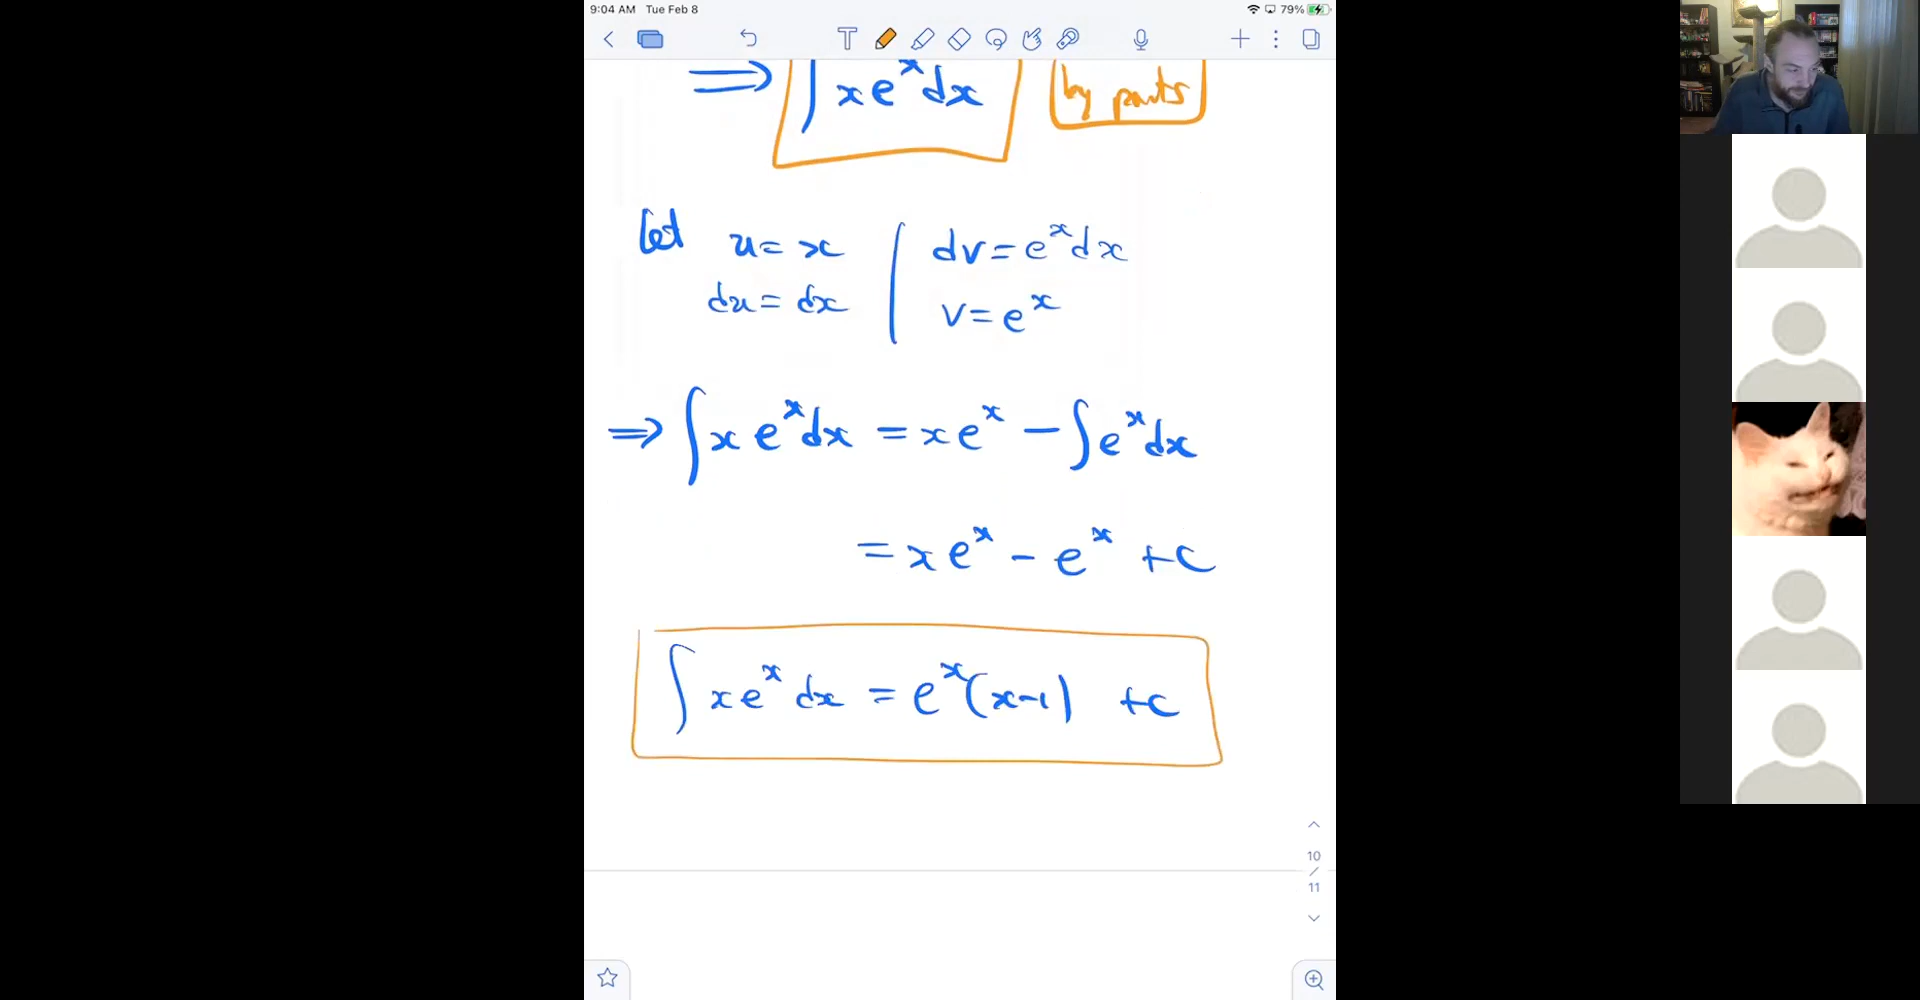 9:04 AM Tue Feb 8 79%
⇒ ∫ x e^x dx by parts
let u = x | dv = e^x dx
du = dx | v = e^x
⇒ ∫ x e^x dx = x e^x − ∫ e^x dx
= x e^x − e^x + c
∫ x e^x dx = e^x (x−1) + c
10
/
11